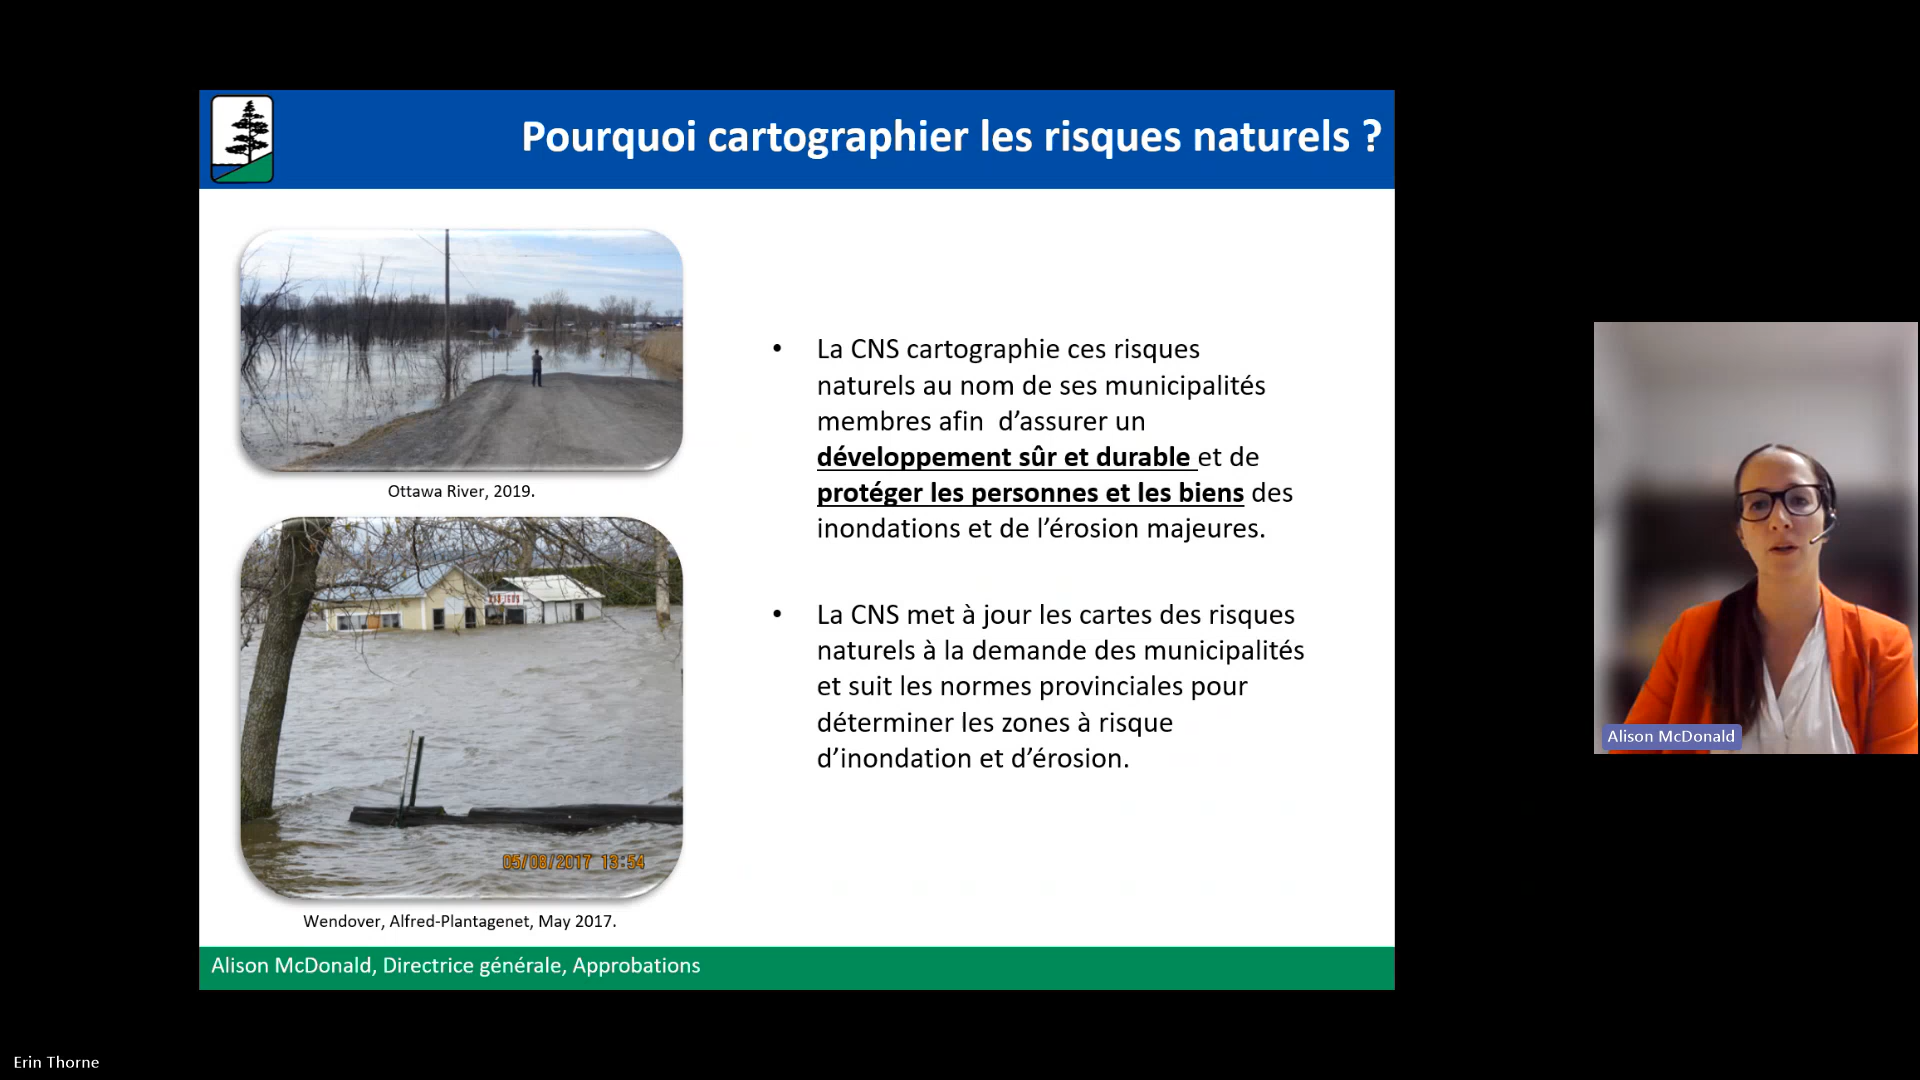 Pourquoi cartographier les risques naturels ?
Ottawa River, 2019.
05/08/2017 13:54
Wendover, Alfred-Plantagenet, May 2017.
• La CNS cartographie ces risques
naturels au nom de ses municipalités
membres afin d’assurer un
développement sûr et durable et de
protéger les personnes et les biens des
inondations et de l’érosion majeures.
• La CNS met à jour les cartes des risques
naturels à la demande des municipalités
et suit les normes provinciales pour
déterminer les zones à risque
d’inondation et d’érosion.
Alison McDonald, Directrice générale, Approbations
Alison McDonald
Erin Thorne